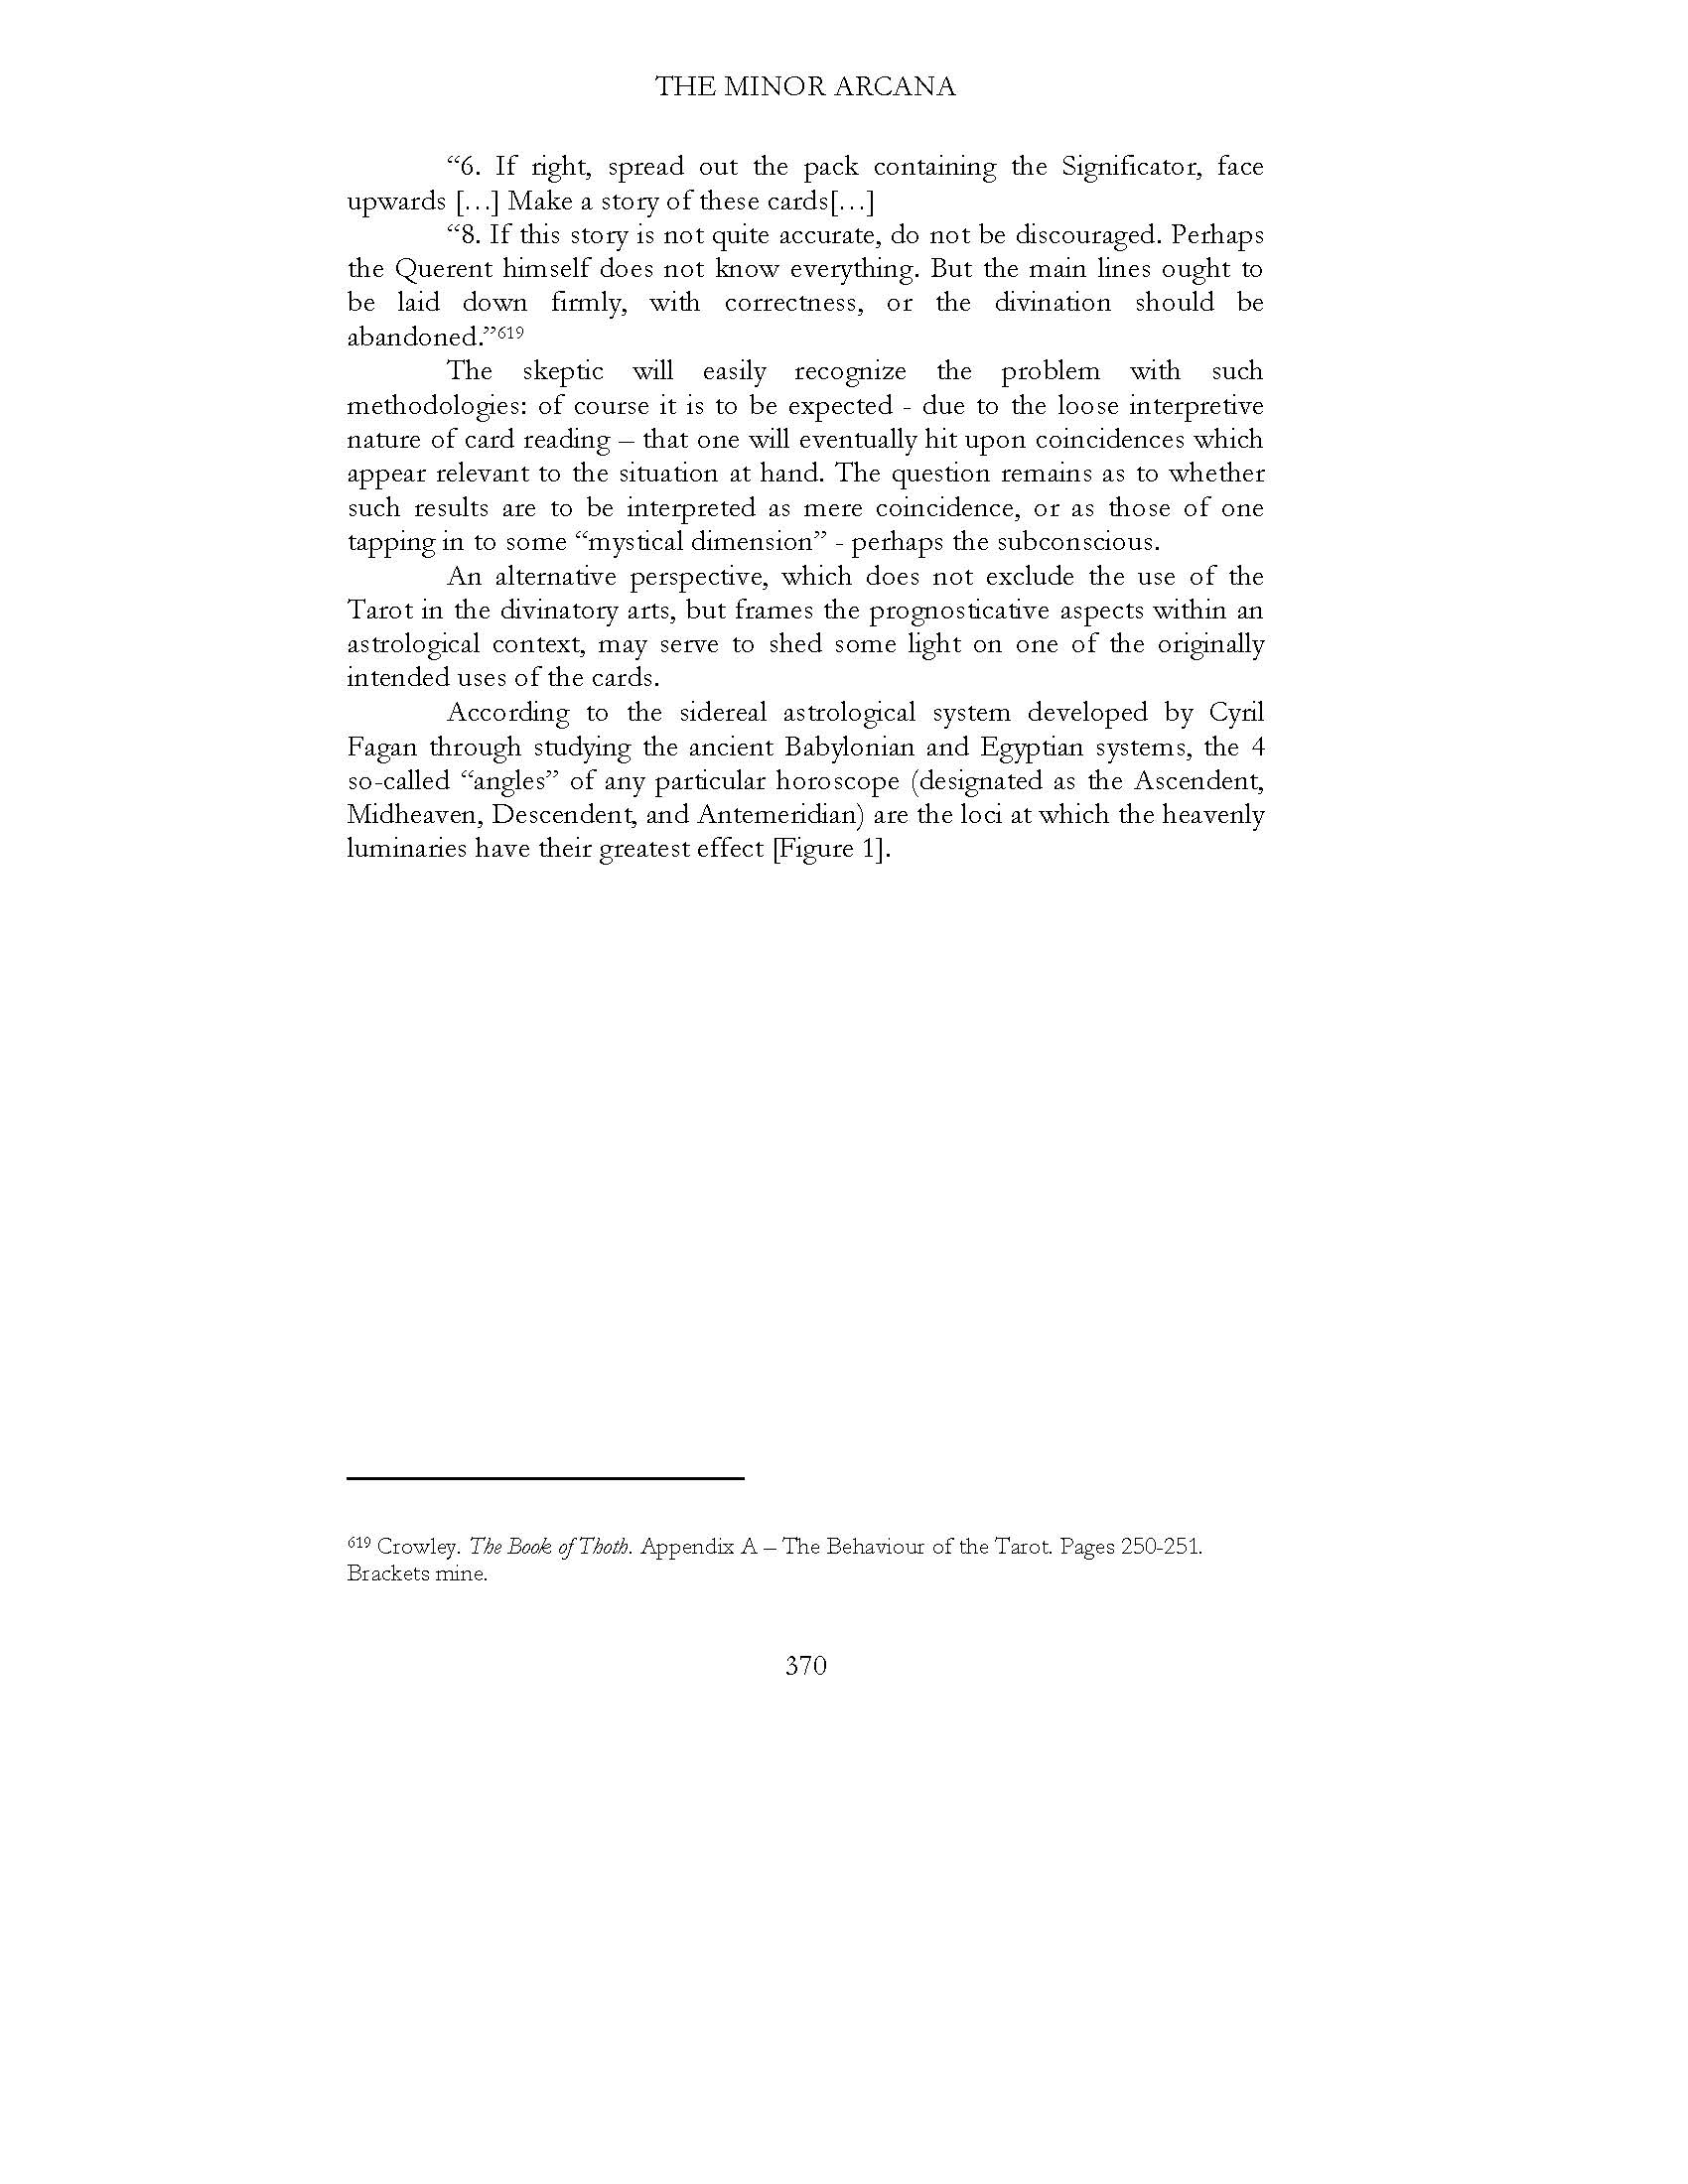 THE MINOR ARCANA
“6. If right, spread out the pack containing the Significator, face
upwards […] Make a story of these cards[…]
“8. If this story is not quite accurate, do not be discouraged. Perhaps
the Querent himself does not know everything. But the main lines ought to
be laid down firmly, with correctness, or the divination should be
abandoned.”619
The skeptic will easily recognize the problem with such
methodologies: of course it is to be expected - due to the loose interpretive
nature of card reading – that one will eventually hit upon coincidences which
appear relevant to the situation at hand. The question remains as to whether
such results are to be interpreted as mere coincidence, or as those of one
tapping in to some “mystical dimension” - perhaps the subconscious.
An alternative perspective, which does not exclude the use of the
Tarot in the divinatory arts, but frames the prognosticative aspects within an
astrological context, may serve to shed some light on one of the originally
intended uses of the cards.
According to the sidereal astrological system developed by Cyril
Fagan through studying the ancient Babylonian and Egyptian systems, the 4
so-called “angles” of any particular horoscope (designated as the Ascendent,
Midheaven, Descendent, and Antemeridian) are the loci at which the heavenly
luminaries have their greatest effect [Figure 1].
619 Crowley. The Book of Thoth. Appendix A – The Behaviour of the Tarot. Pages 250-251.
Brackets mine.
370